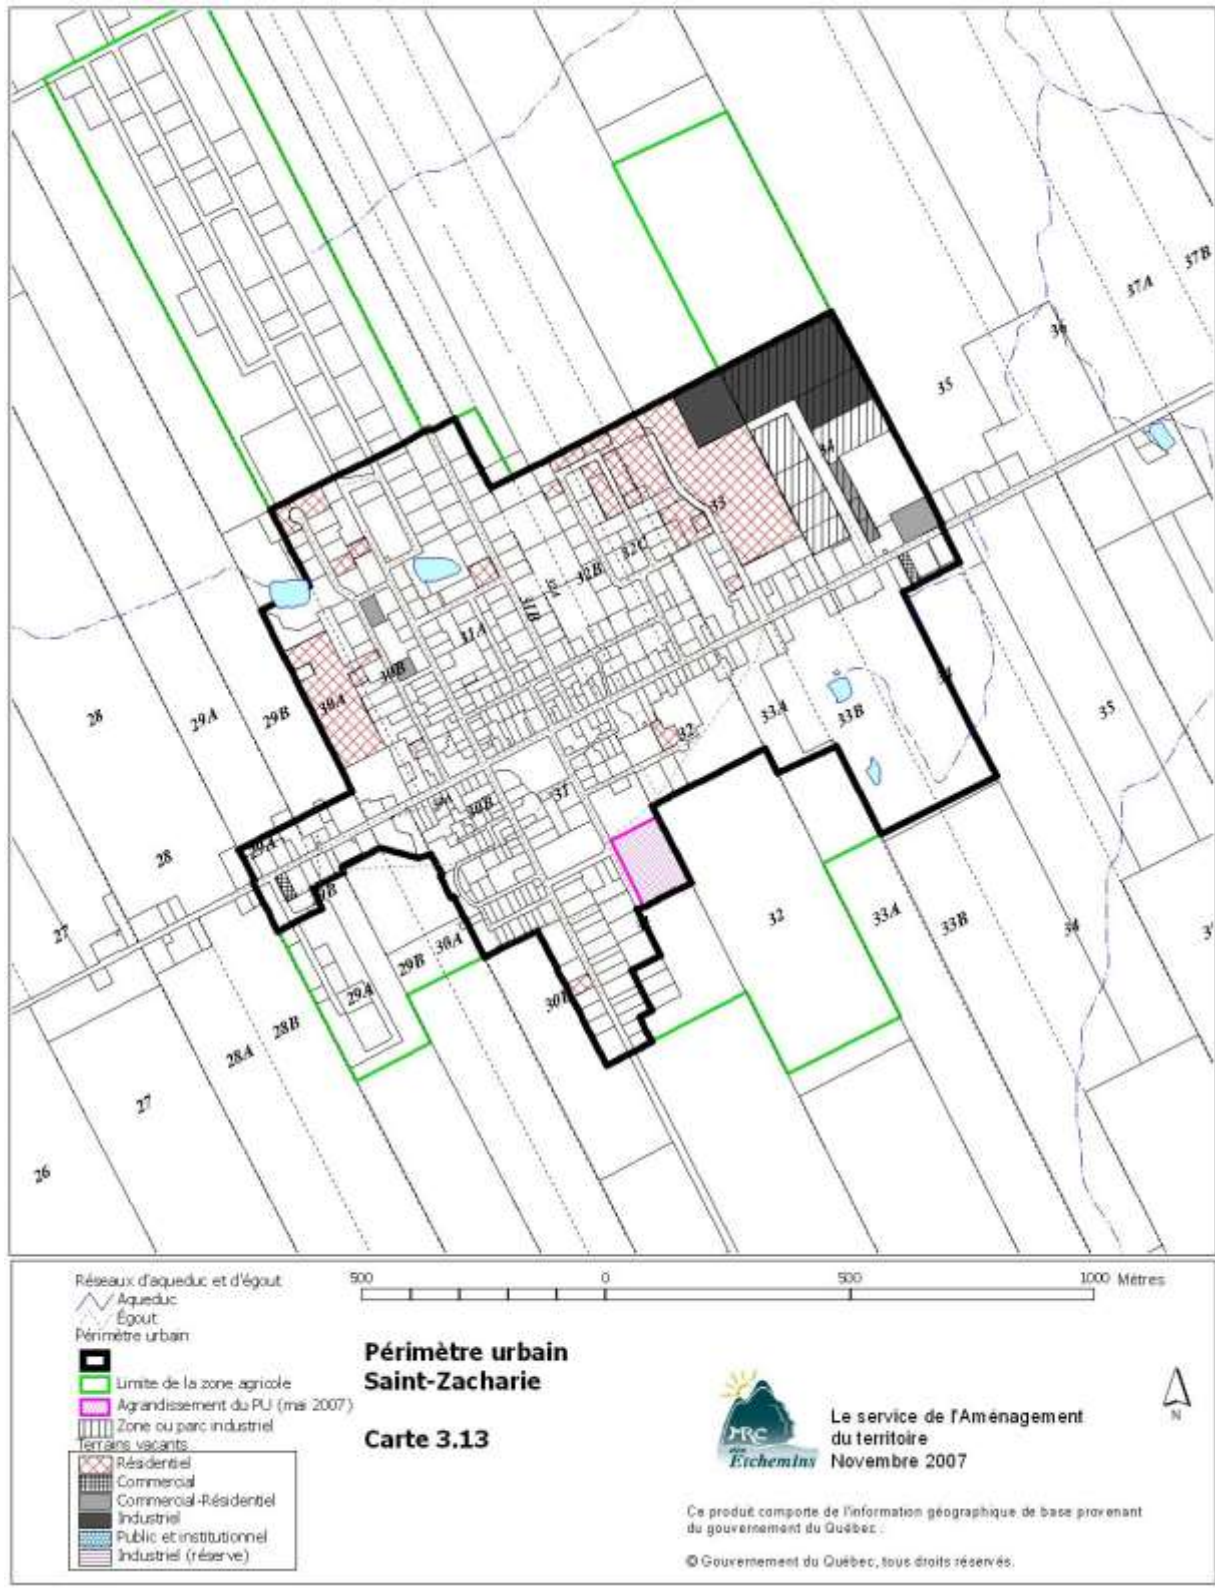 37B
37A
36
35
34
33
32C
32B
32A
31B
31A
30B
30A
29B
29A
28
33A
33B
35
32
31
30A
30B
29A
28
27
32
33A
33B
34
30A
29B
29A
28B
28A
27
26
Réseaux d'aqueduc et d'égout
Aqueduc
Égout
Périmètre urbain
Limite de la zone agricole
Agrandissement du PU (mai 2007)
Zone ou parc industriel
Terrains vacants
Résidentiel
Commercial
Commercial-Résidentiel
Industriel
Public et institutionnel
Industriel (réserve)
500 0 500 1000 Mètres
Périmètre urbain
Saint-Zacharie
Carte 3.13
MRC
des
Etchemins
Le service de l'Aménagement
du territoire
Novembre 2007
N
Ce produit comporte de l'information géographique de base provenant
du gouvernement du Québec .
© Gouvernement du Québec, tous droits réservés.